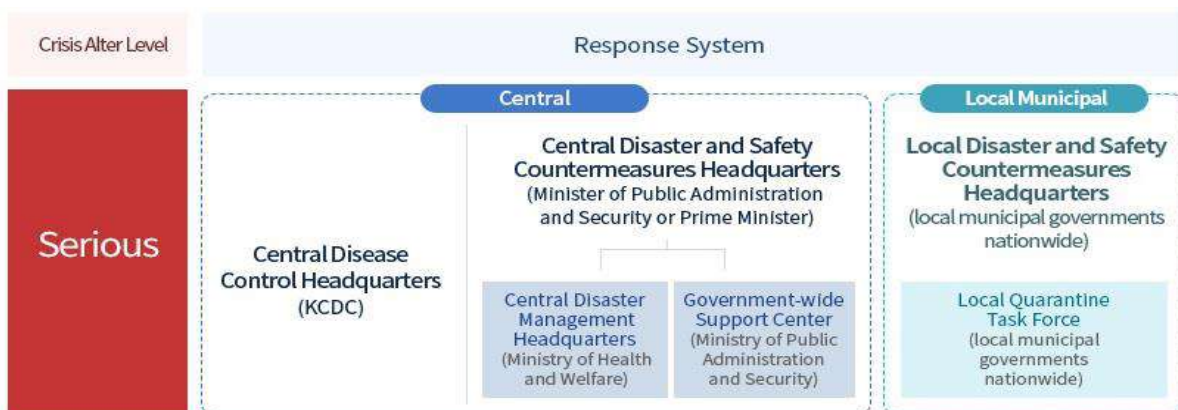 Crisis Alter Level
Response System
Serious
Central
Central Disease
Control Headquarters
(KCDC)
Central Disaster and Safety
Countermeasures Headquarters
(Minister of Public Administration
and Security or Prime Minister)
Central Disaster
Management
Headquarters
(Ministry of Health
and Welfare)
Government-wide
Support Center
(Ministry of Public
Administration
and Security)
Local Municipal
Local Disaster and Safety
Countermeasures
Headquarters
(local municipal governments
nationwide)
Local Quarantine
Task Force
(local municipal
governments
nationwide)